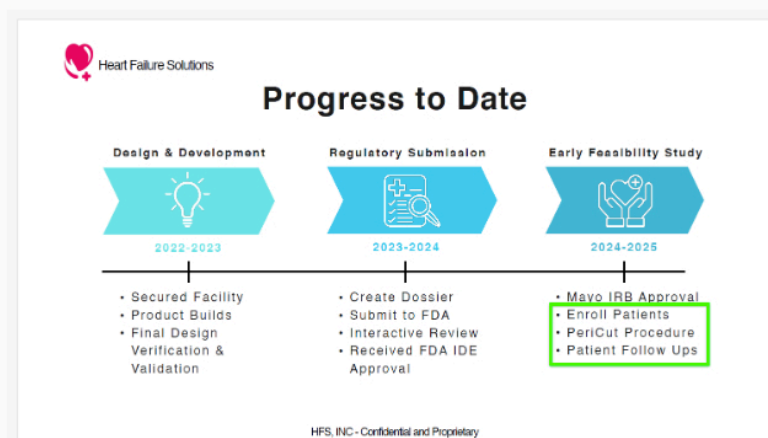 Heart Failure Solutions
Progress to Date
Design & Development
Regulatory Submission
Early Feasibility Study
2022-2023
2023-2024
2024-2025
• Secured Facility
• Product Builds
• Final Design
Verification &
Validation
• Create Dossier
• Submit to FDA
• Interactive Review
• Received FDA IDE
Approval
• Mayo IRB Approval
• Enroll Patients
• PeriCut Procedure
• Patient Follow Ups
HFS, INC - Confidential and Proprietary